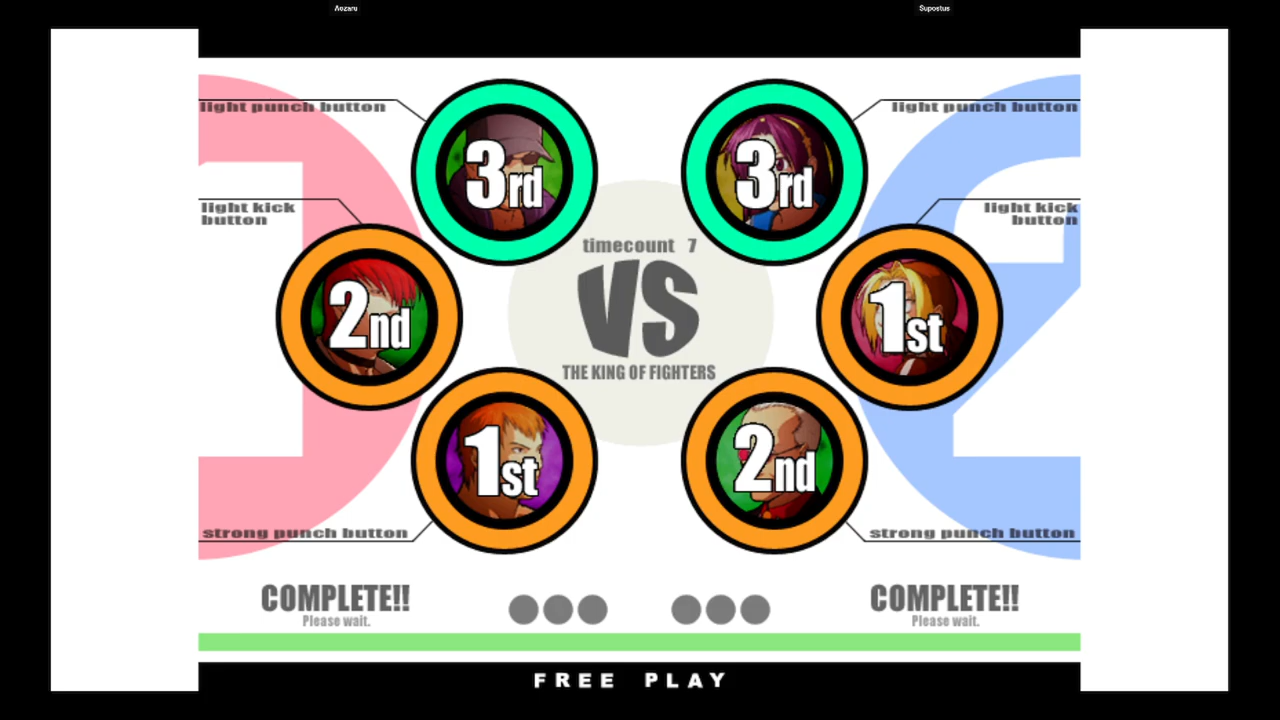 Aozaru
Supostus
light punch button
light punch button
3rd
3rd
light kick
button
light kick
button
timecount 7
VS
THE KING OF FIGHTERS
2nd
1st
1st
2nd
strong punch button
strong punch button
COMPLETE!!
Please wait.
COMPLETE!!
Please wait.
FREE PLAY